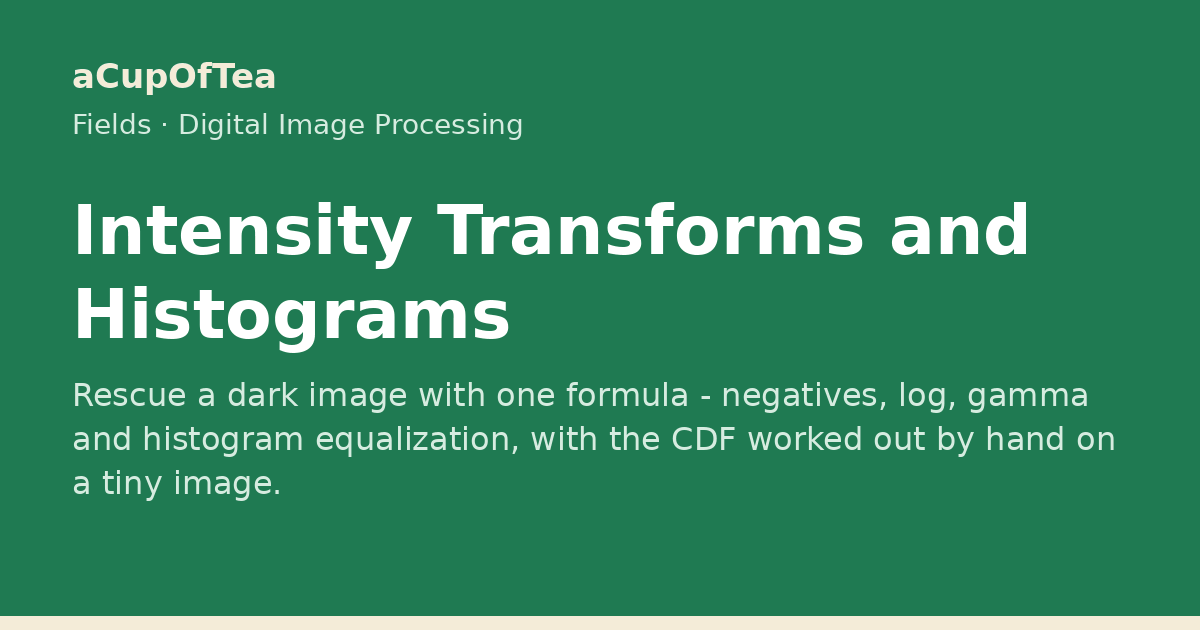 aCupOfTea
Fields · Digital Image Processing
Intensity Transforms and
Histograms
Rescue a dark image with one formula - negatives, log, gamma
and histogram equalization, with the CDF worked out by hand on
a tiny image.